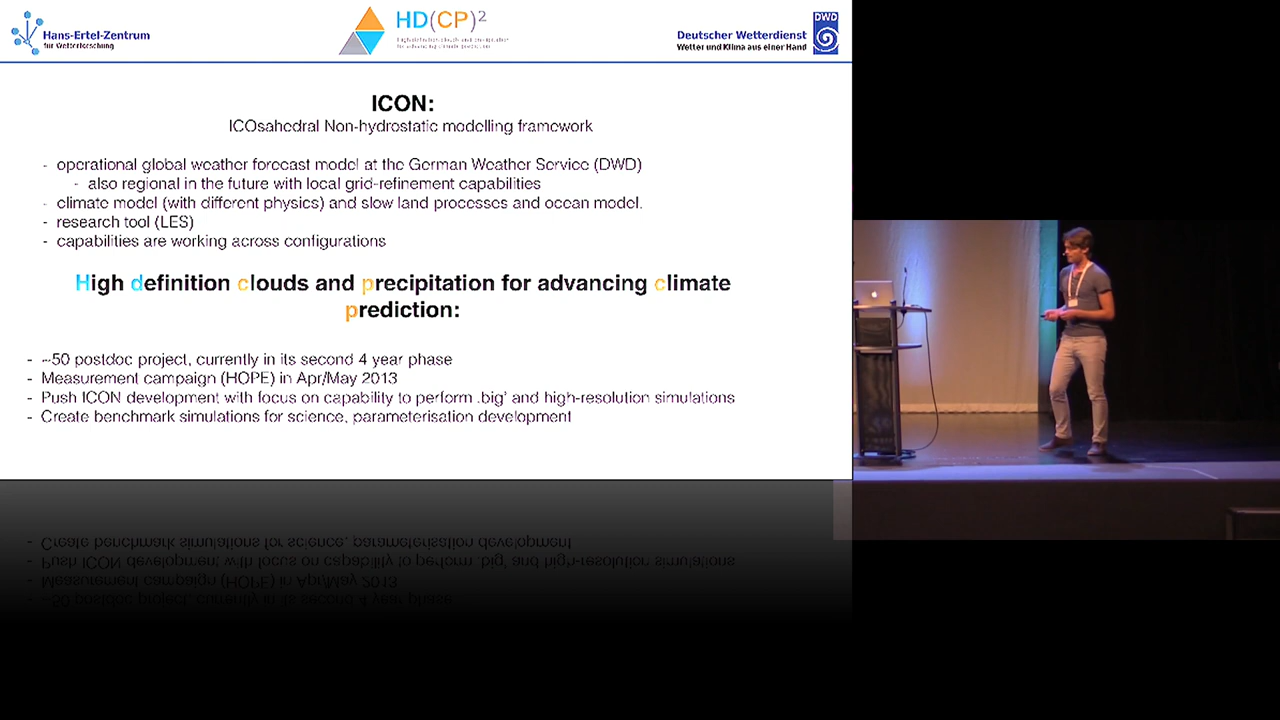 Hans-Ertel-Zentrum
für Wetterforschung
HD(CP)²
Deutscher Wetterdienst
Wetter und Klima aus einer Hand
DWD
ICON:
ICOsahedral Non-hydrostatic modelling framework
- operational global weather forecast model at the German Weather Service (DWD)
- also regional in the future with local grid-refinement capabilities
- climate model (with different physics) and slow land processes and ocean model.
- research tool (LES)
- capabilities are working across configurations
High definition clouds and precipitation for advancing climate
prediction:
- ~50 postdoc project, currently in its second 4 year phase
- Measurement campaign (HOPE) in Apr/May 2013
- Push ICON development with focus on capability to perform ‚big' and high-resolution simulations
- Create benchmark simulations for science, parameterisation development